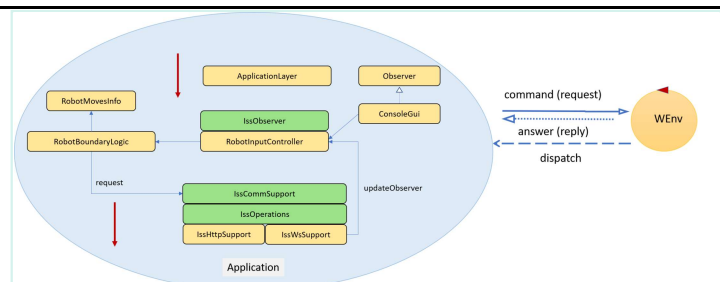 ApplicationLayer
Observer
RobotMovesInfo
IssObserver
ConsoleGui
RobotBoundaryLogic
RobotInputController
request
IssCommSupport
updateObserver
IssOperations
IssHttpSupport
IssWsSupport
Application
command (request)
answer (reply)
dispatch
WEnv